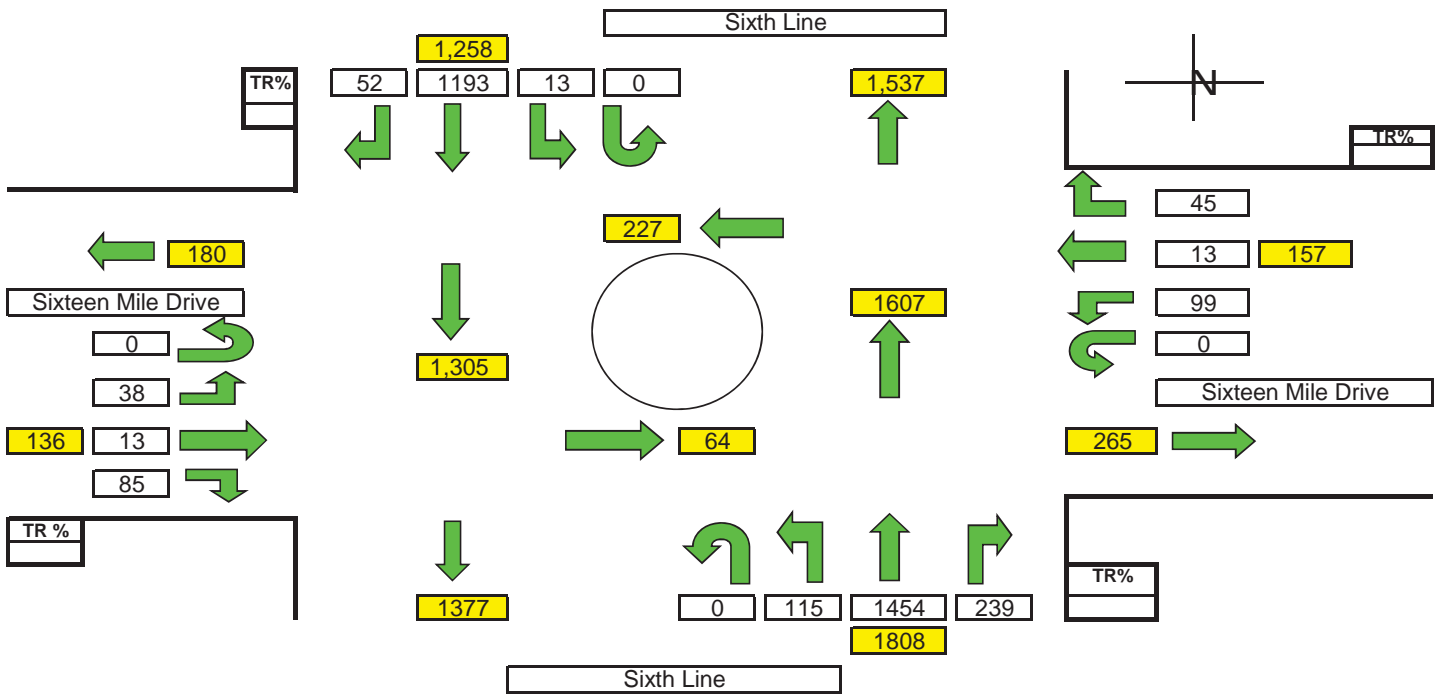 Sixth Line
1,258
TR% 52 1193 13 0 1,537 N
TR%
45
227
180 13 157
Sixteen Mile Drive 1607 99
0 0
1,305
38 Sixteen Mile Drive
136 13 64 265
85
TR %
TR%
1377 0 115 1454 239
1808
Sixth Line